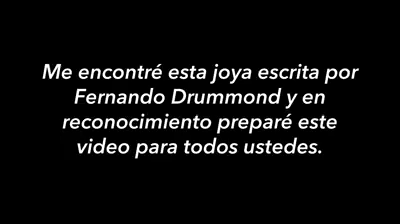 Me encontré esta joya escrita por
Fernando Drummond y en
reconocimiento preparé este
video para todos ustedes.